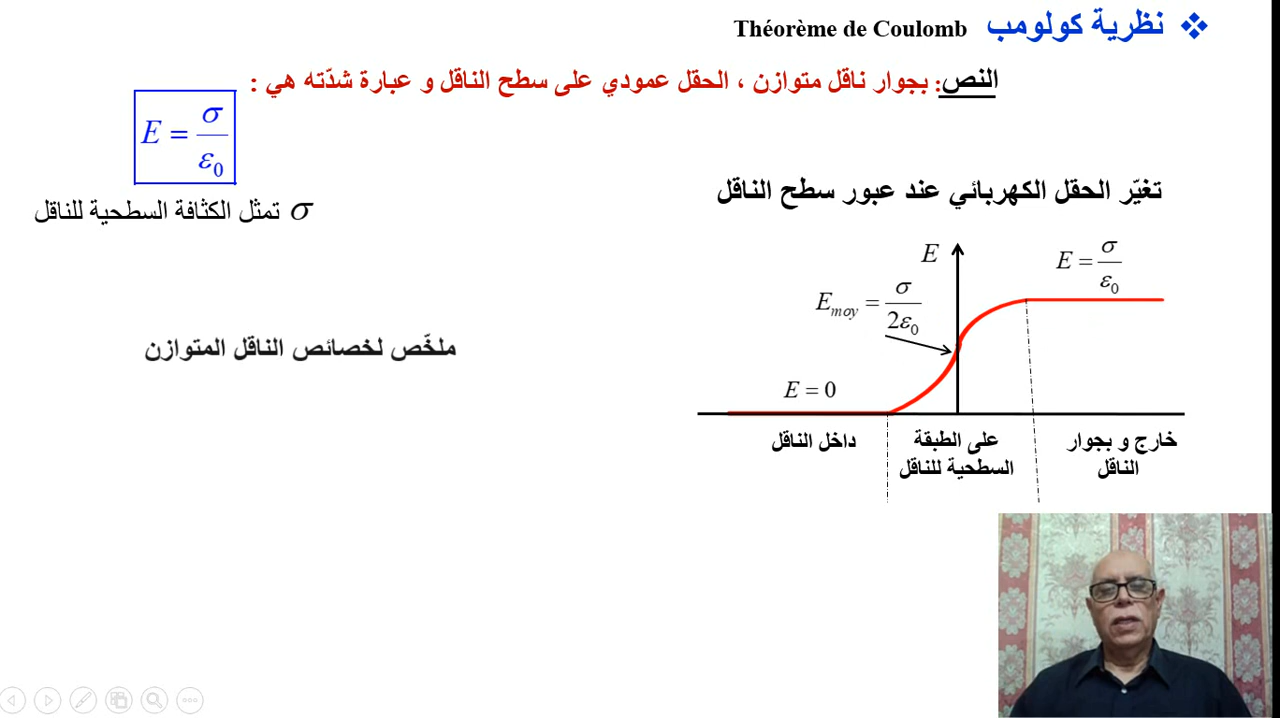 ❖ نظرية كولومب Théorème de Coulomb
النص: بجوار ناقل متوازن ، الحقل عمودي على سطح الناقل و عبارة شدّته هي :
E = σ / ε₀
σ تمثل الكثافة السطحية للناقل
تغيّر الحقل الكهربائي عند عبور سطح الناقل
E
E = σ / ε₀
E_moy = σ / 2ε₀
E = 0
خارج و بجوار
الناقل
على الطبقة
السطحية للناقل
داخل الناقل
ملخّص لخصائص الناقل المتوازن